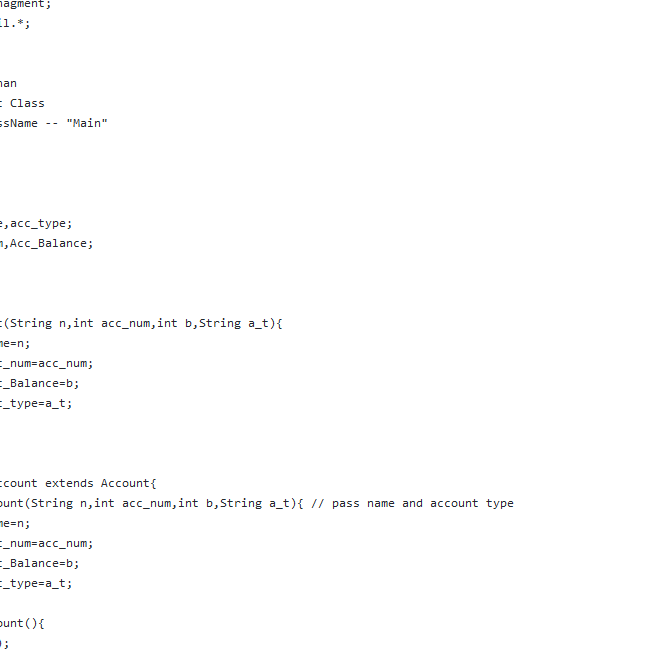 nagment;
il.*;
t Class
ssName -- "Main"
e,acc_type;
m,Acc_Balance;
t(String n,int acc_num,int b,String a_t){
me=n;
c_num=acc_num;
c_Balance=b;
c_type=a_t;
ccount extends Account{
ount(String n,int acc_num,int b,String a_t){ // pass name and account type
me=n;
c_num=acc_num;
c_Balance=b;
c_type=a_t;
ount(){
);